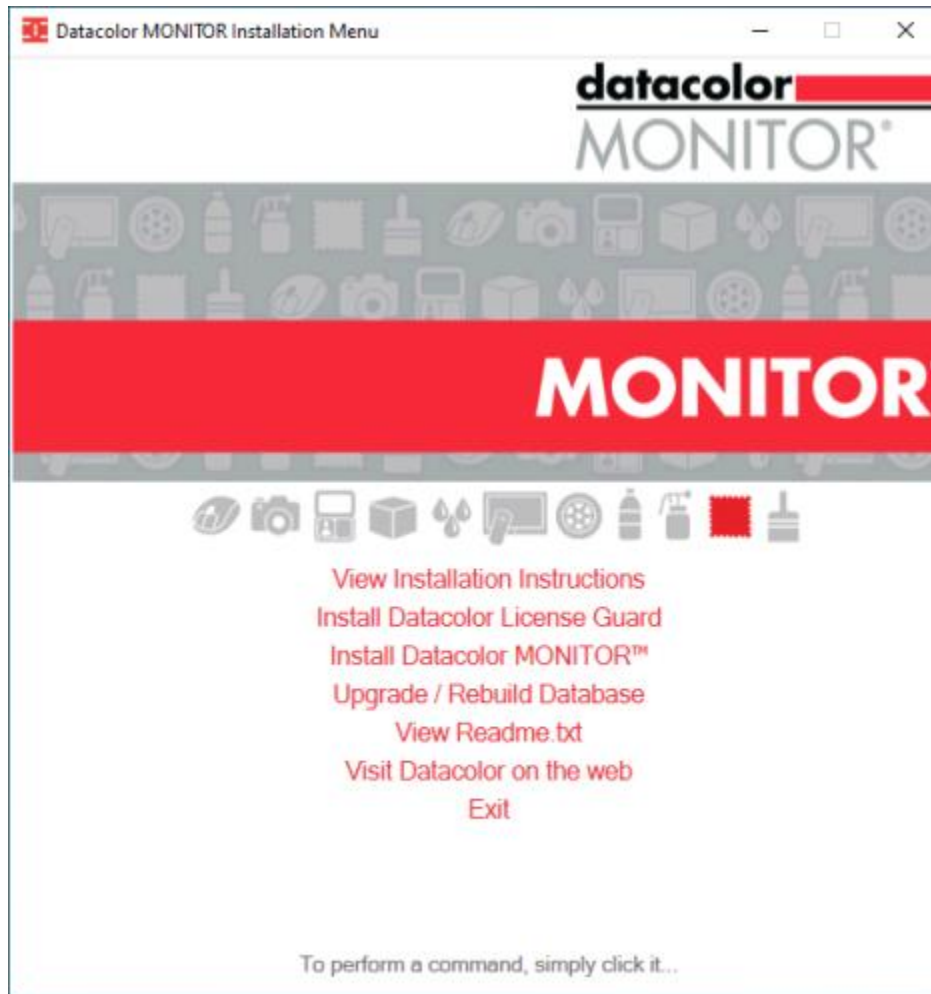 Datacolor MONITOR Installation Menu
datacolor
MONITOR®
MONITOR
View Installation Instructions
Install Datacolor License Guard
Install Datacolor MONITOR™
Upgrade / Rebuild Database
View Readme.txt
Visit Datacolor on the web
Exit
To perform a command, simply click it...